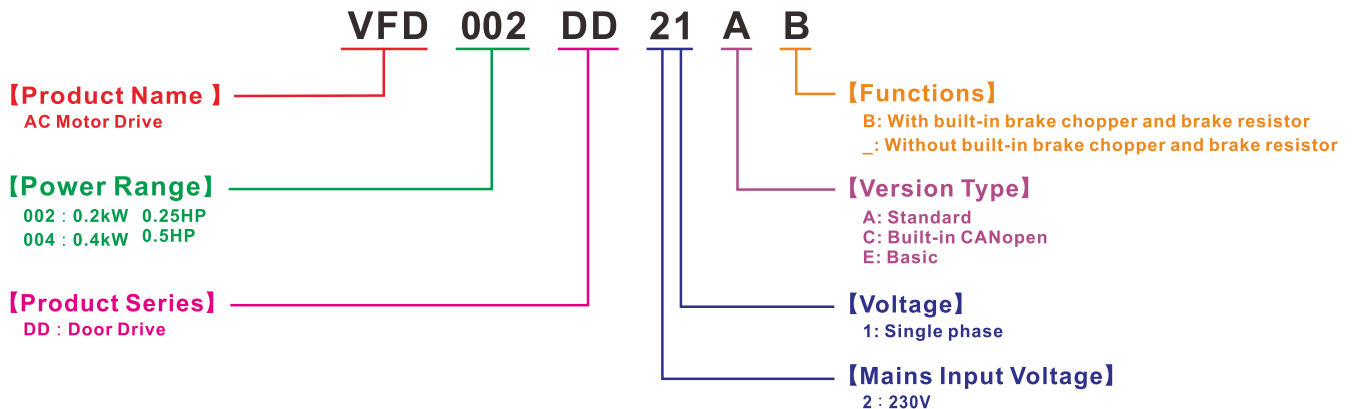 VFD 002 DD 21 A B
【Product Name 】
AC Motor Drive
【Power Range】
002 : 0.2kW 0.25HP
004 : 0.4kW 0.5HP
【Product Series】
DD : Door Drive
【Functions】
B: With built-in brake chopper and brake resistor
_: Without built-in brake chopper and brake resistor
【Version Type】
A: Standard
C: Built-in CANopen
E: Basic
【Voltage】
1: Single phase
【Mains Input Voltage】
2 : 230V